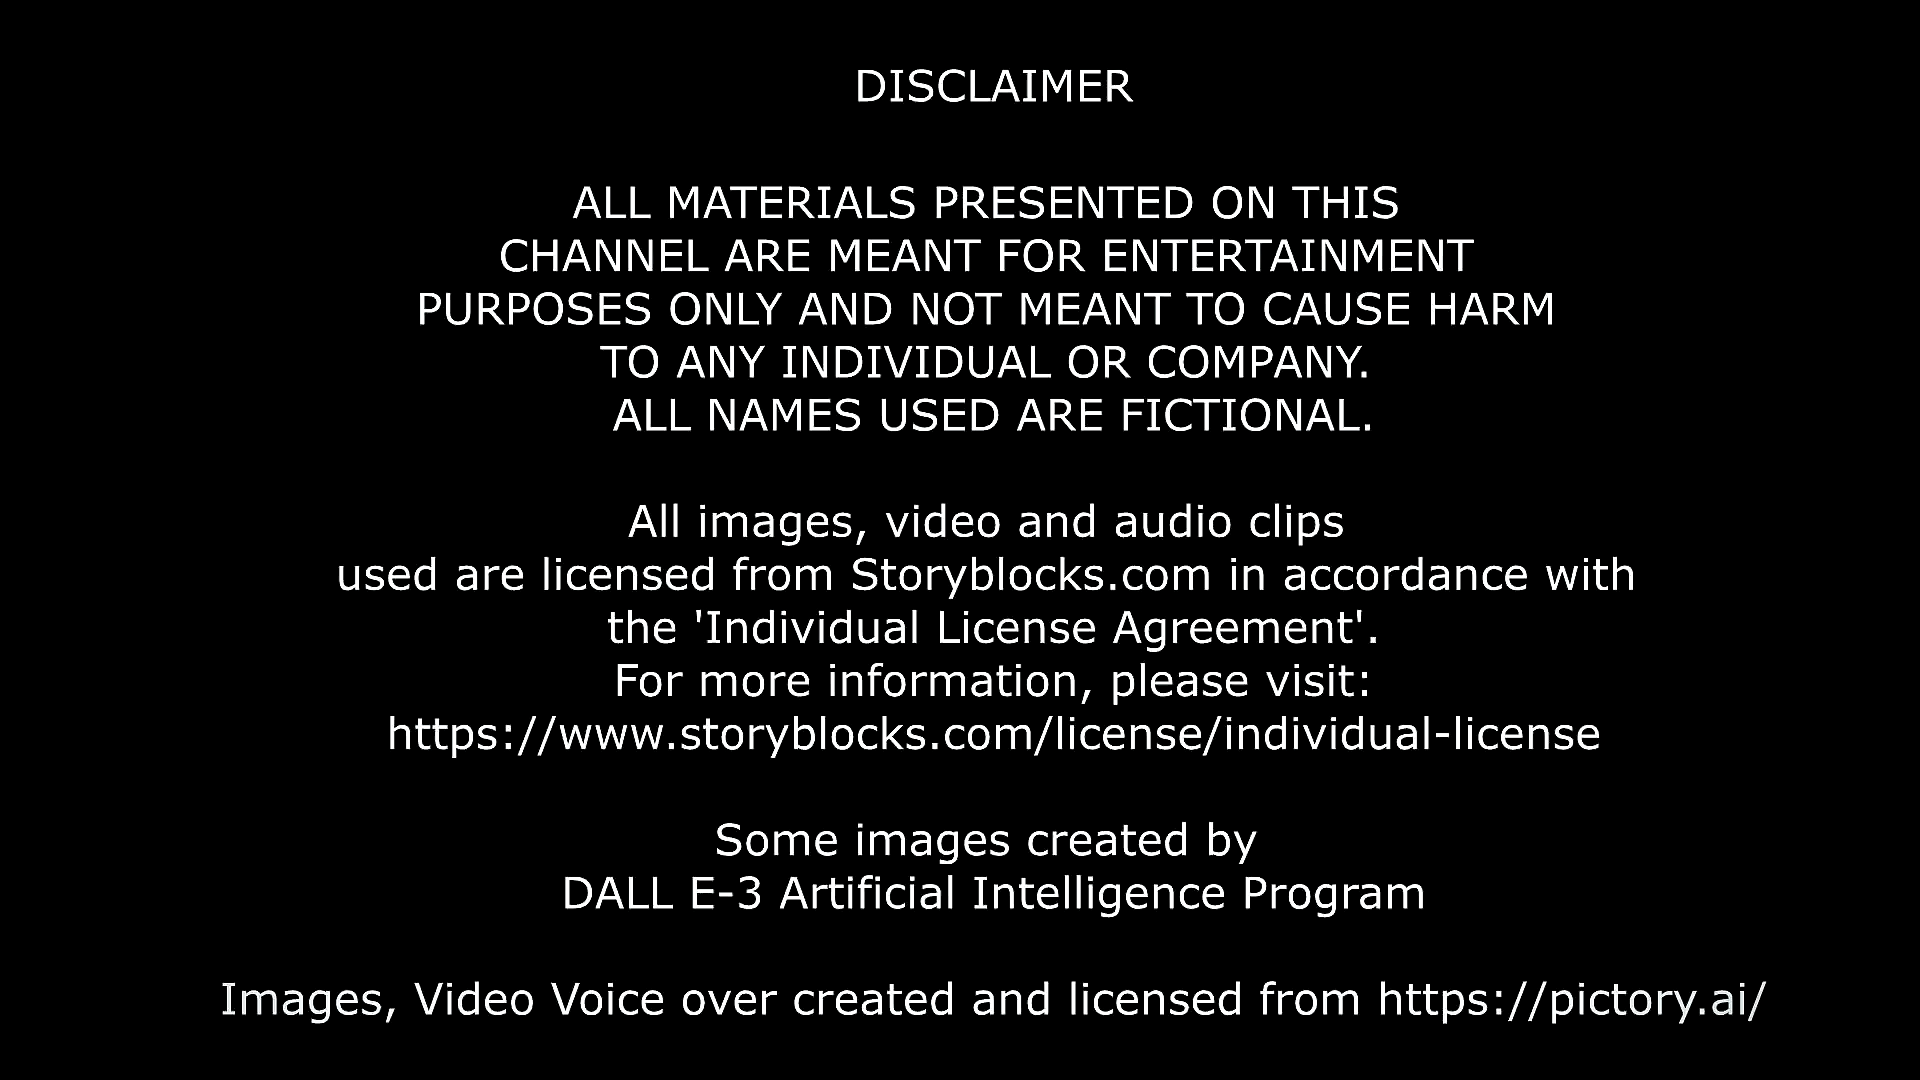 DISCLAIMER
ALL MATERIALS PRESENTED ON THIS
CHANNEL ARE MEANT FOR ENTERTAINMENT
PURPOSES ONLY AND NOT MEANT TO CAUSE HARM
TO ANY INDIVIDUAL OR COMPANY.
ALL NAMES USED ARE FICTIONAL.
All images, video and audio clips
used are licensed from Storyblocks.com in accordance with
the 'Individual License Agreement'.
For more information, please visit:
https://www.storyblocks.com/license/individual-license
Some images created by
DALL E-3 Artificial Intelligence Program
Images, Video Voice over created and licensed from https://pictory.ai/